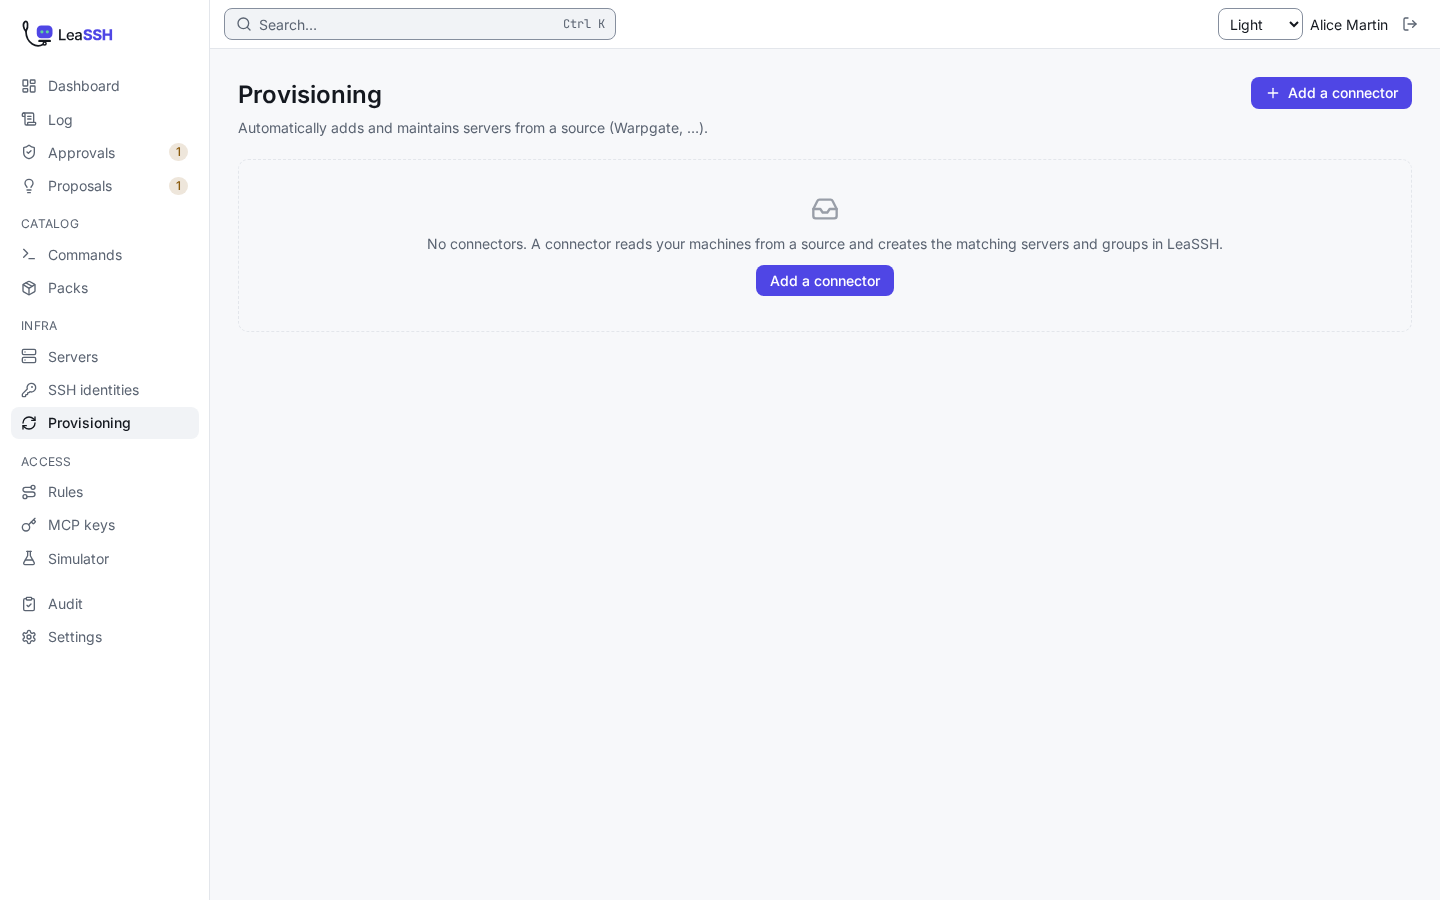 LeaSSH
Search...
Ctrl K
Light
Alice Martin
Dashboard
Log
Approvals 1
Proposals 1
CATALOG
Commands
Packs
INFRA
Servers
SSH identities
Provisioning
ACCESS
Rules
MCP keys
Simulator
Audit
Settings
Provisioning
Add a connector
Automatically adds and maintains servers from a source (Warpgate, ...).
No connectors. A connector reads your machines from a source and creates the matching servers and groups in LeaSSH.
Add a connector